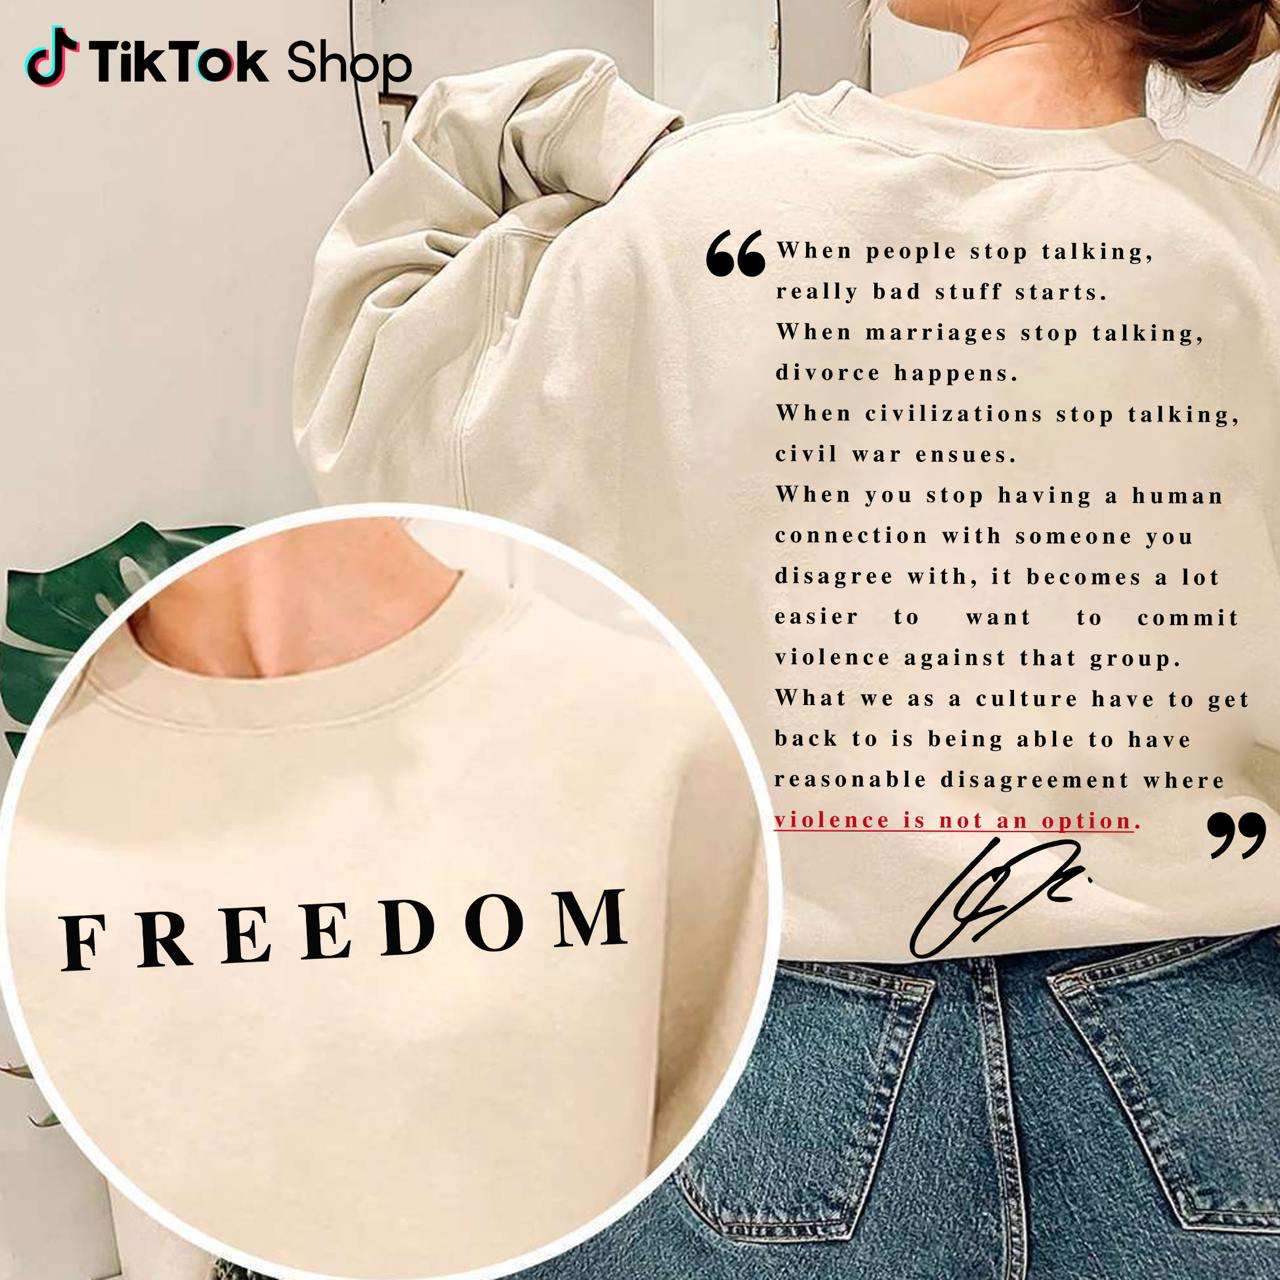 TikTok Shop
“ When people stop talking,
really bad stuff starts.
When marriages stop talking,
divorce happens.
When civilizations stop talking,
civil war ensues.
When you stop having a human
connection with someone you
disagree with, it becomes a lot
easier to want to commit
violence against that group.
What we as a culture have to get
back to is being able to have
reasonable disagreement where
violence is not an option. ”
FREEDOM